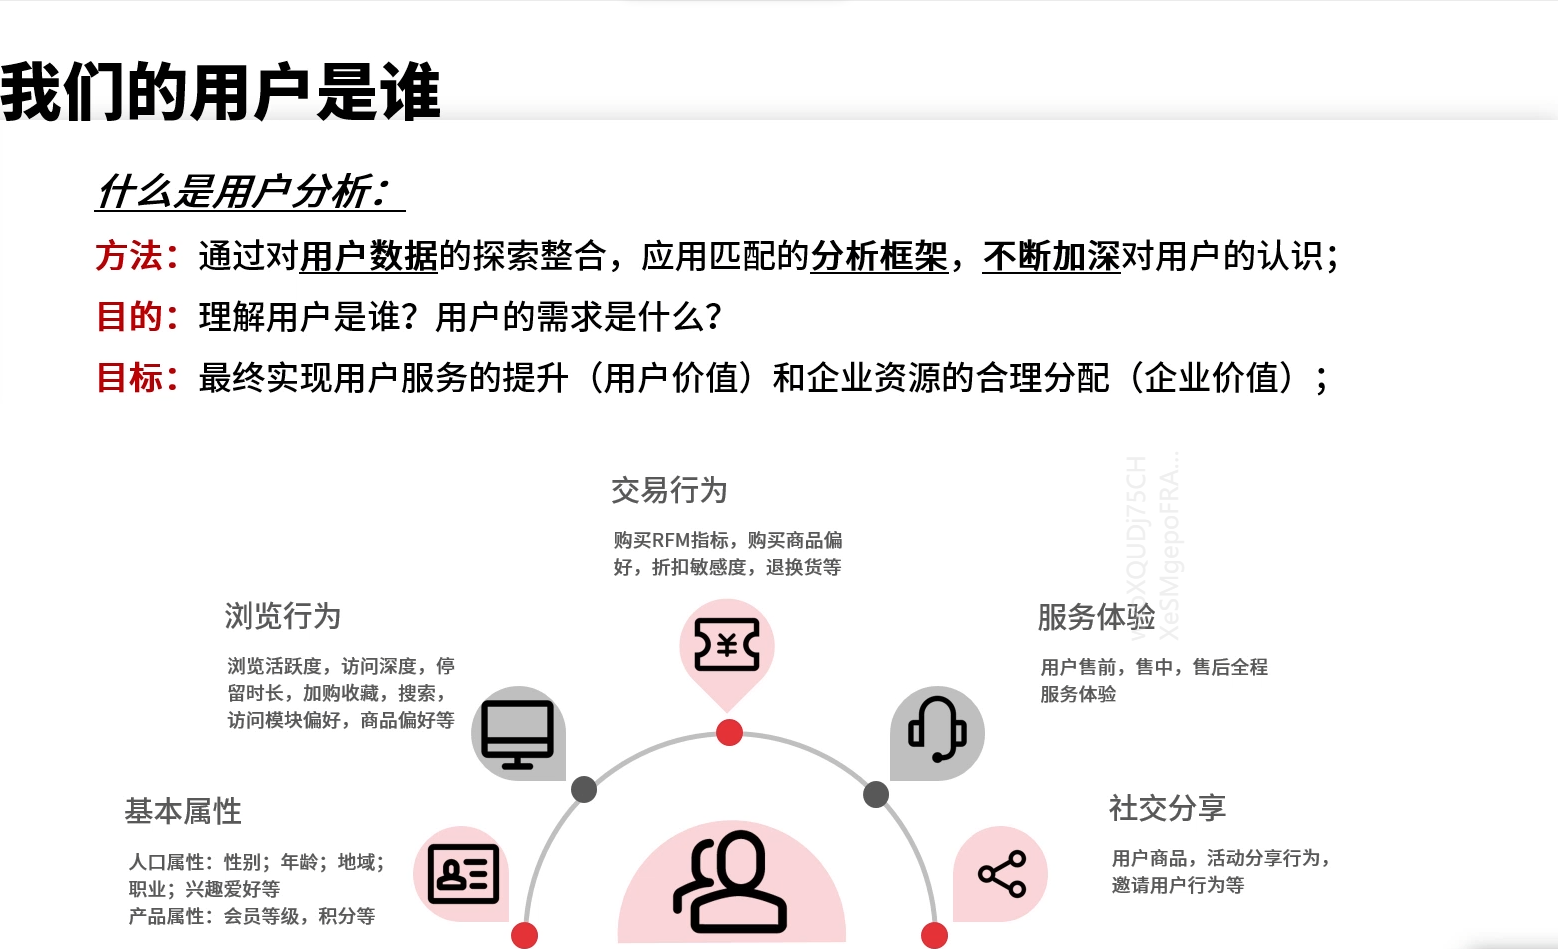 我们的用户是谁
什么是用户分析：
方法：通过对用户数据的探索整合，应用匹配的分析框架，不断加深对用户的认识；
目的：理解用户是谁？用户的需求是什么？
目标：最终实现用户服务的提升（用户价值）和企业资源的合理分配（企业价值）；
交易行为
购买RFM指标，购买商品偏
好，折扣敏感度，退换货等
浏览行为
浏览活跃度，访问深度，停
留时长，加购收藏，搜索，
访问模块偏好，商品偏好等
服务体验
用户售前，售中，售后全程
服务体验
基本属性
人口属性：性别；年龄；地域；
职业；兴趣爱好等
产品属性：会员等级，积分等
社交分享
用户商品，活动分享行为，
邀请用户行为等
XeSMgepoFRA...